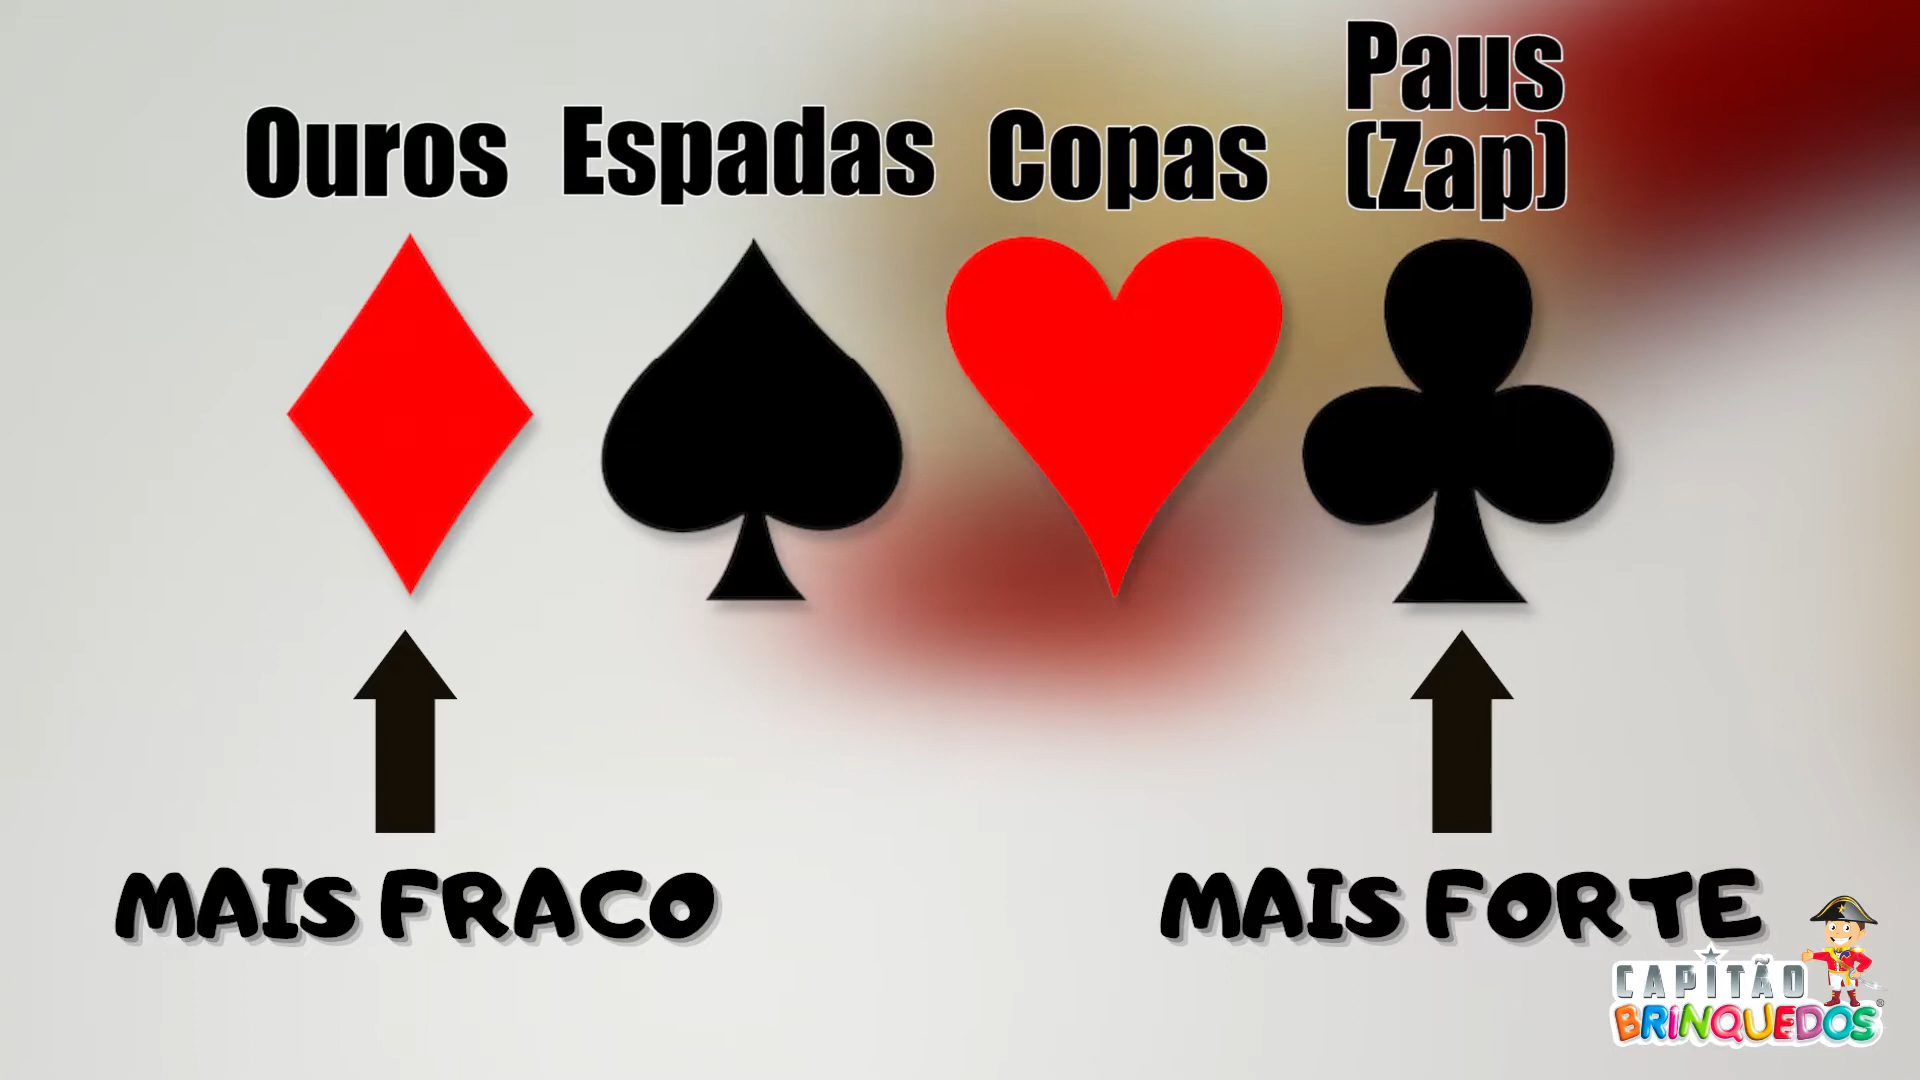 Ouros Espadas Copas Paus
(Zap)
MAIS FRACO MAIS FORTE
CAPITÃO
BRINQUEDOS®